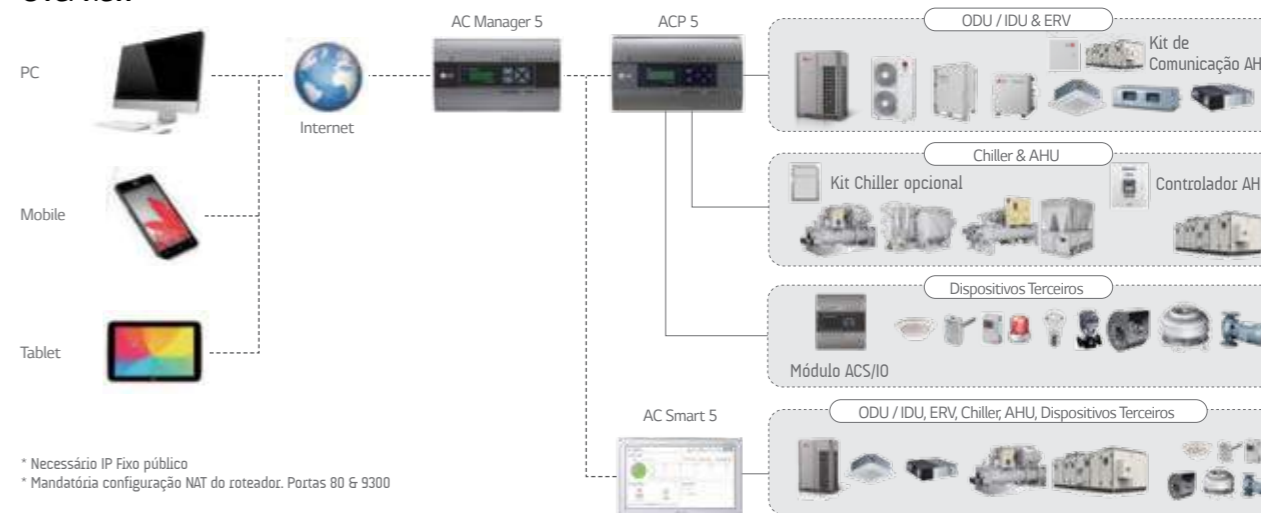 Overview
AC Manager 5
ACP 5
ODU / IDU & ERV
Kit de
Comunicação AH
PC
Internet
Chiller & AHU
Kit Chiller opcional
Controlador AH
Mobile
Dispositivos Terceiros
Módulo ACS/IO
Tablet
AC Smart 5
ODU / IDU, ERV, Chiller, AHU, Dispositivos Terceiros
* Necessário IP Fixo público
* Mandatória configuração NAT do roteador. Portas 80 & 9300